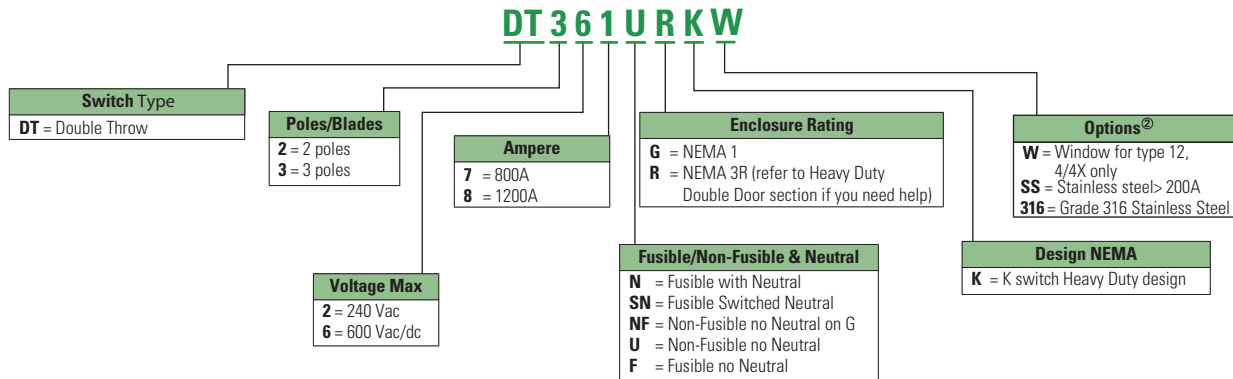 DT 3 6 1 U R K W
Switch Type
DT = Double Throw
Poles/Blades
2 = 2 poles
3 = 3 poles
Ampere
7 = 800A
8 = 1200A
Enclosure Rating
G = NEMA 1
R = NEMA 3R (refer to Heavy Duty
Double Door section if you need help)
Options②
W = Window for type 12,
4/4X only
SS = Stainless steel> 200A
316 = Grade 316 Stainless Steel
Voltage Max
2 = 240 Vac
6 = 600 Vac/dc
Fusible/Non-Fusible & Neutral
N = Fusible with Neutral
SN = Fusible Switched Neutral
NF = Non-Fusible no Neutral on G
U = Non-Fusible no Neutral
F = Fusible no Neutral
Design NEMA
K = K switch Heavy Duty design